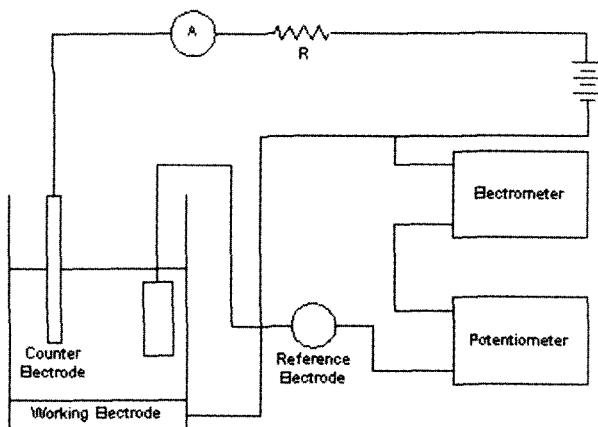 A
R
Electrometer
Counter
Electrode
Reference
Electrode
Potentiometer
Working Electrode